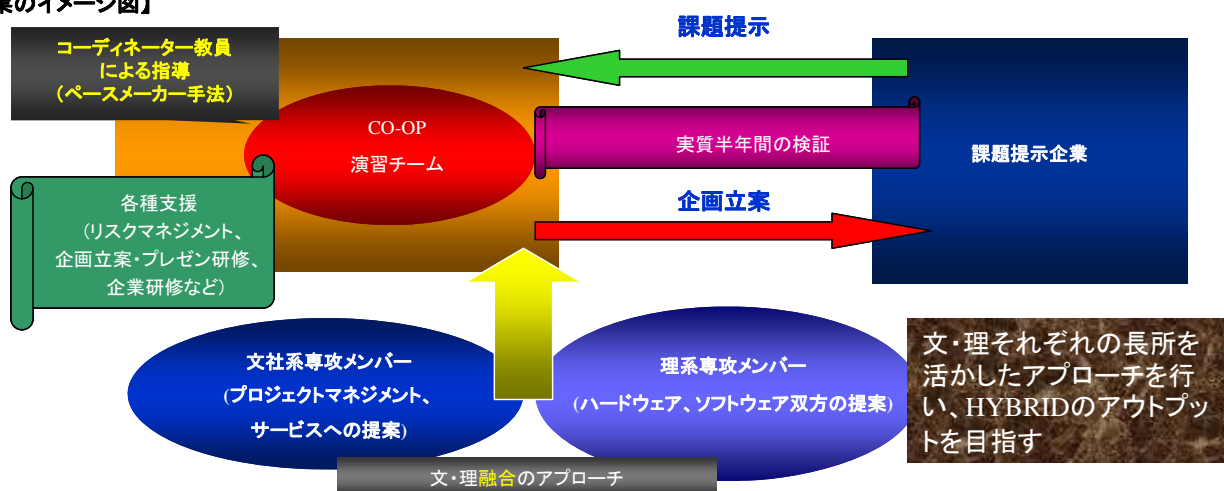 業のイメージ図】
コーディネーター教員
による指導
(ペースメーカー手法)
課題提示
CO-OP
演習チーム
実質半年間の検証
課題提示企業
各種支援
(リスクマネジメント、
企画立案・プレゼン研修、
企業研修など)
企画立案
文社系専攻メンバー
(プロジェクトマネジメント、
サービスへの提案)
理系専攻メンバー
(ハードウェア、ソフトウェア双方の提案)
文・理それぞれの長所を
活かしたアプローチを行
い、HYBRIDのアウトプッ
トを目指す
文・理融合のアプローチ